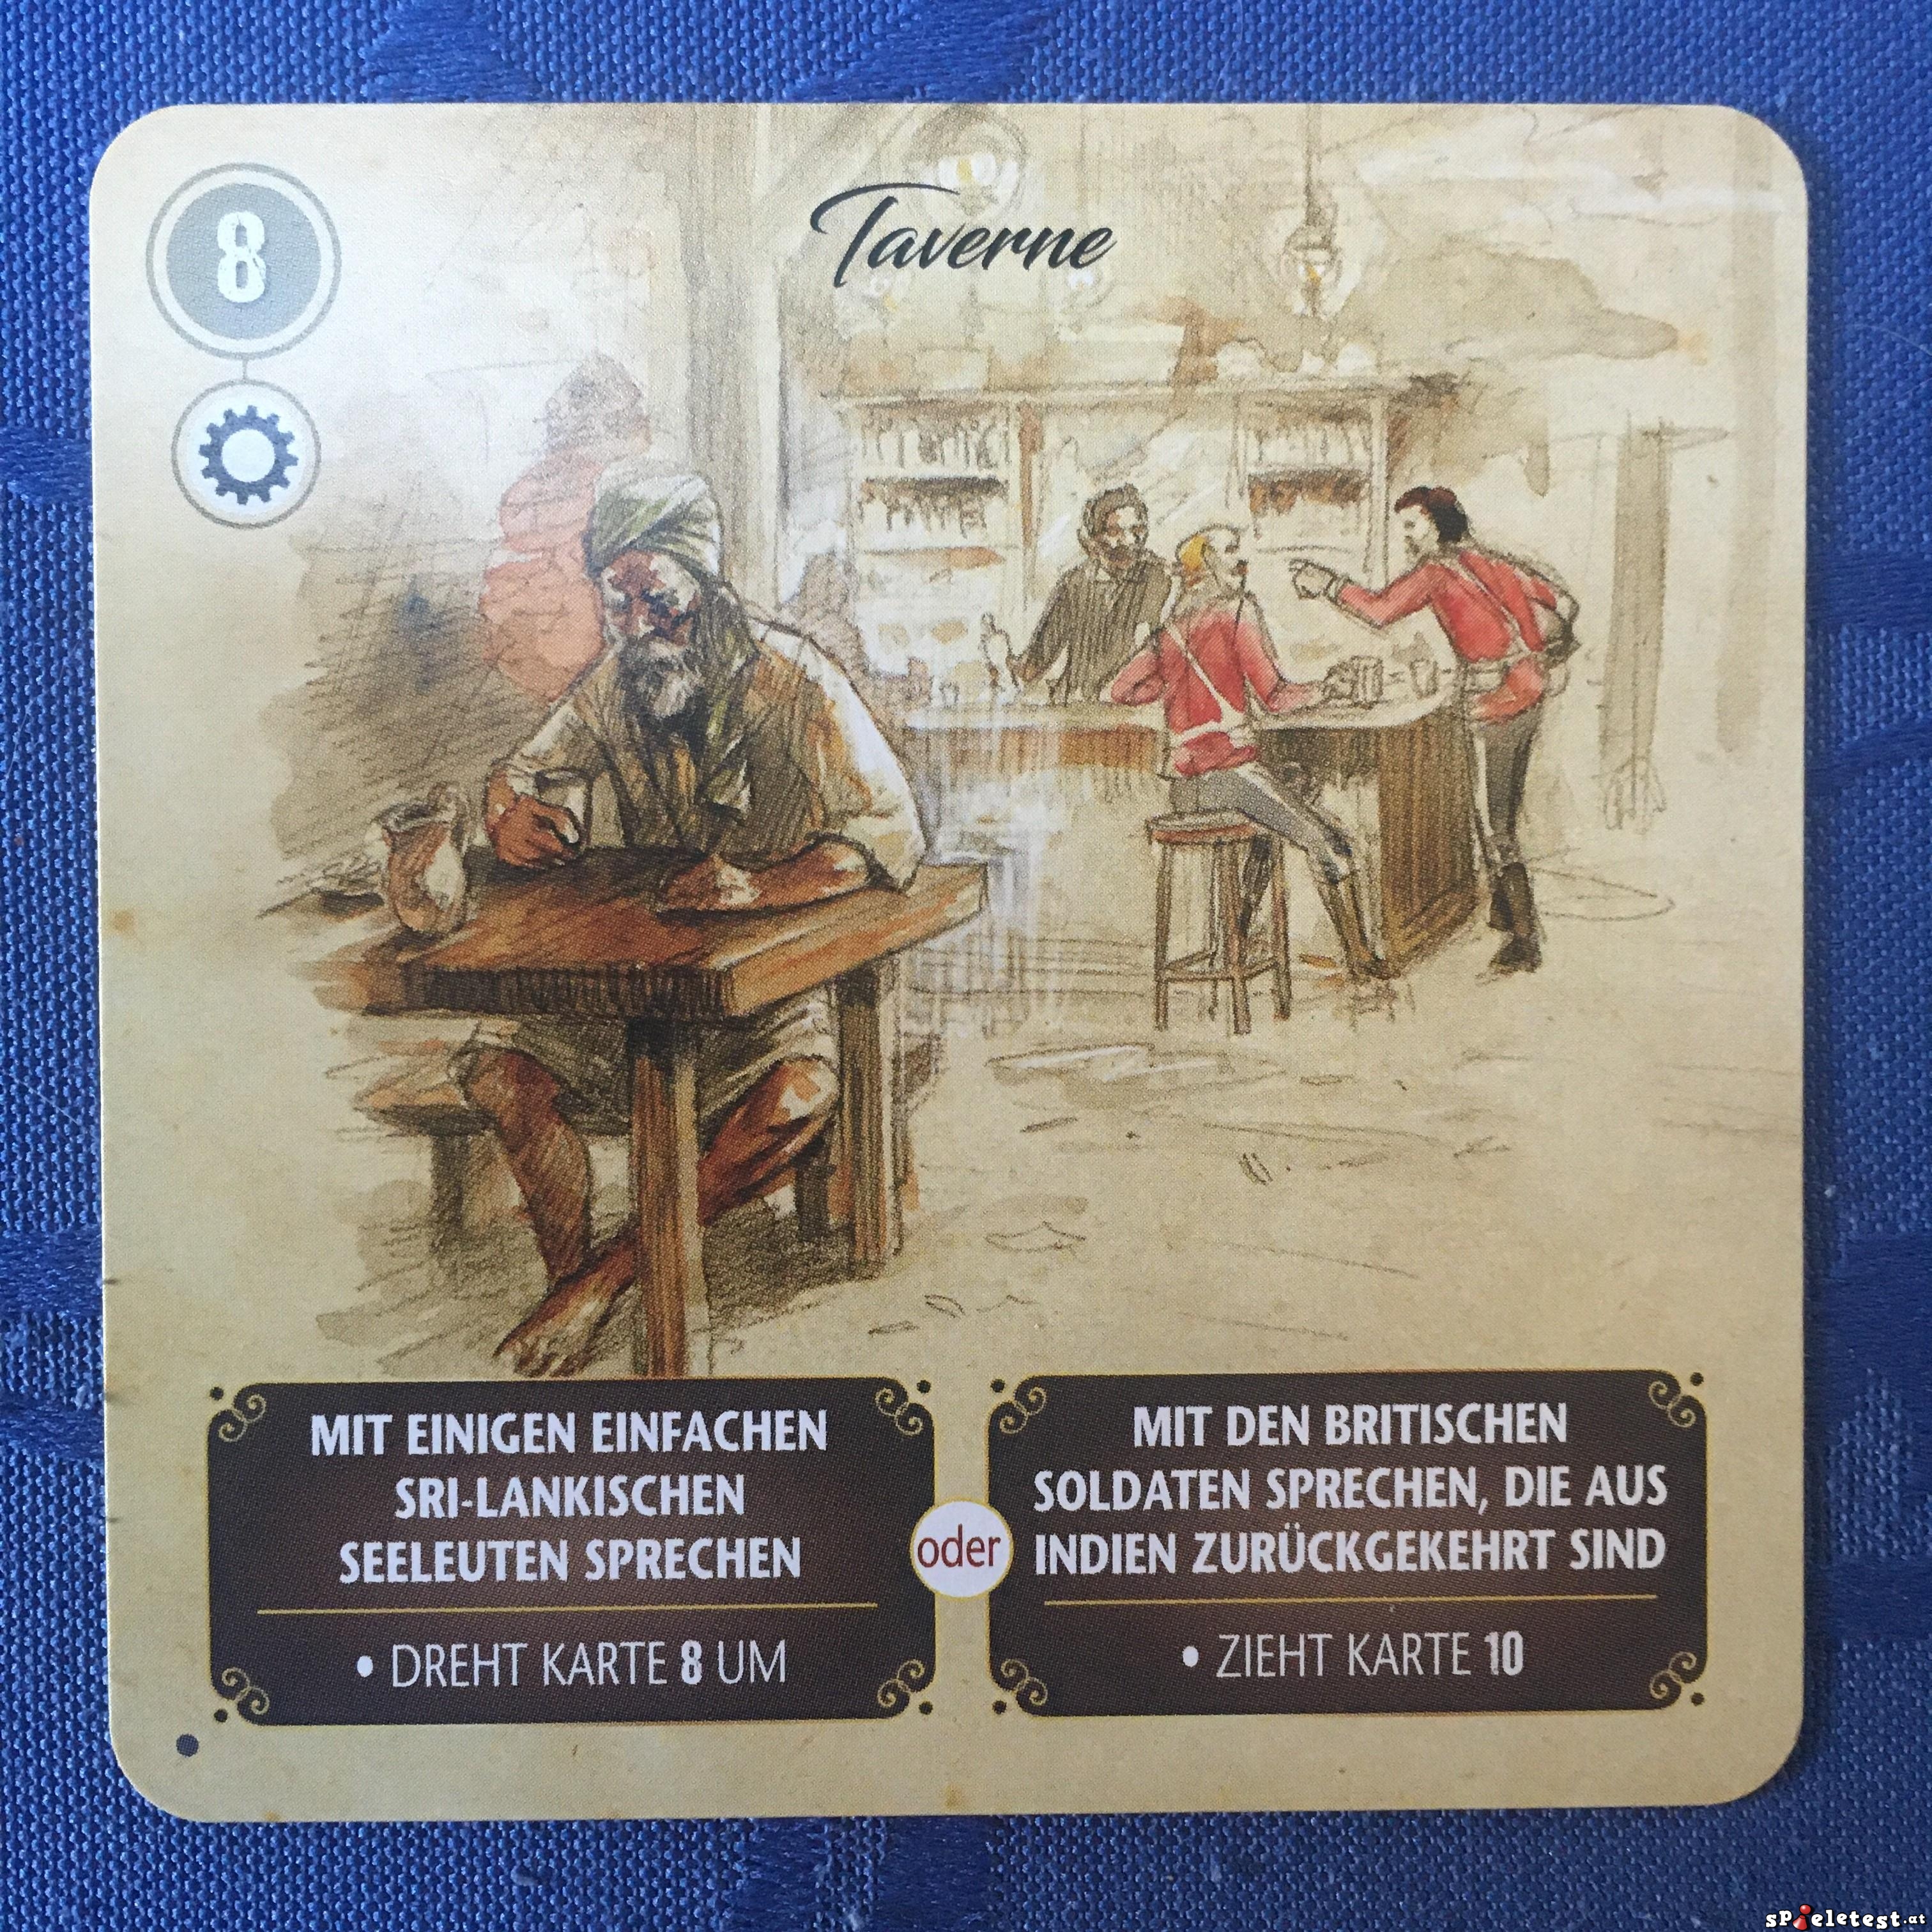 8
Taverne
MIT EINIGEN EINFACHEN
SRI-LANKISCHEN
SEELEUTEN SPRECHEN
• DREHT KARTE 8 UM
oder
MIT DEN BRITISCHEN
SOLDATEN SPRECHEN, DIE AUS
INDIEN ZURÜCKGEKEHRT SIND
• ZIEHT KARTE 10
spieletest.at